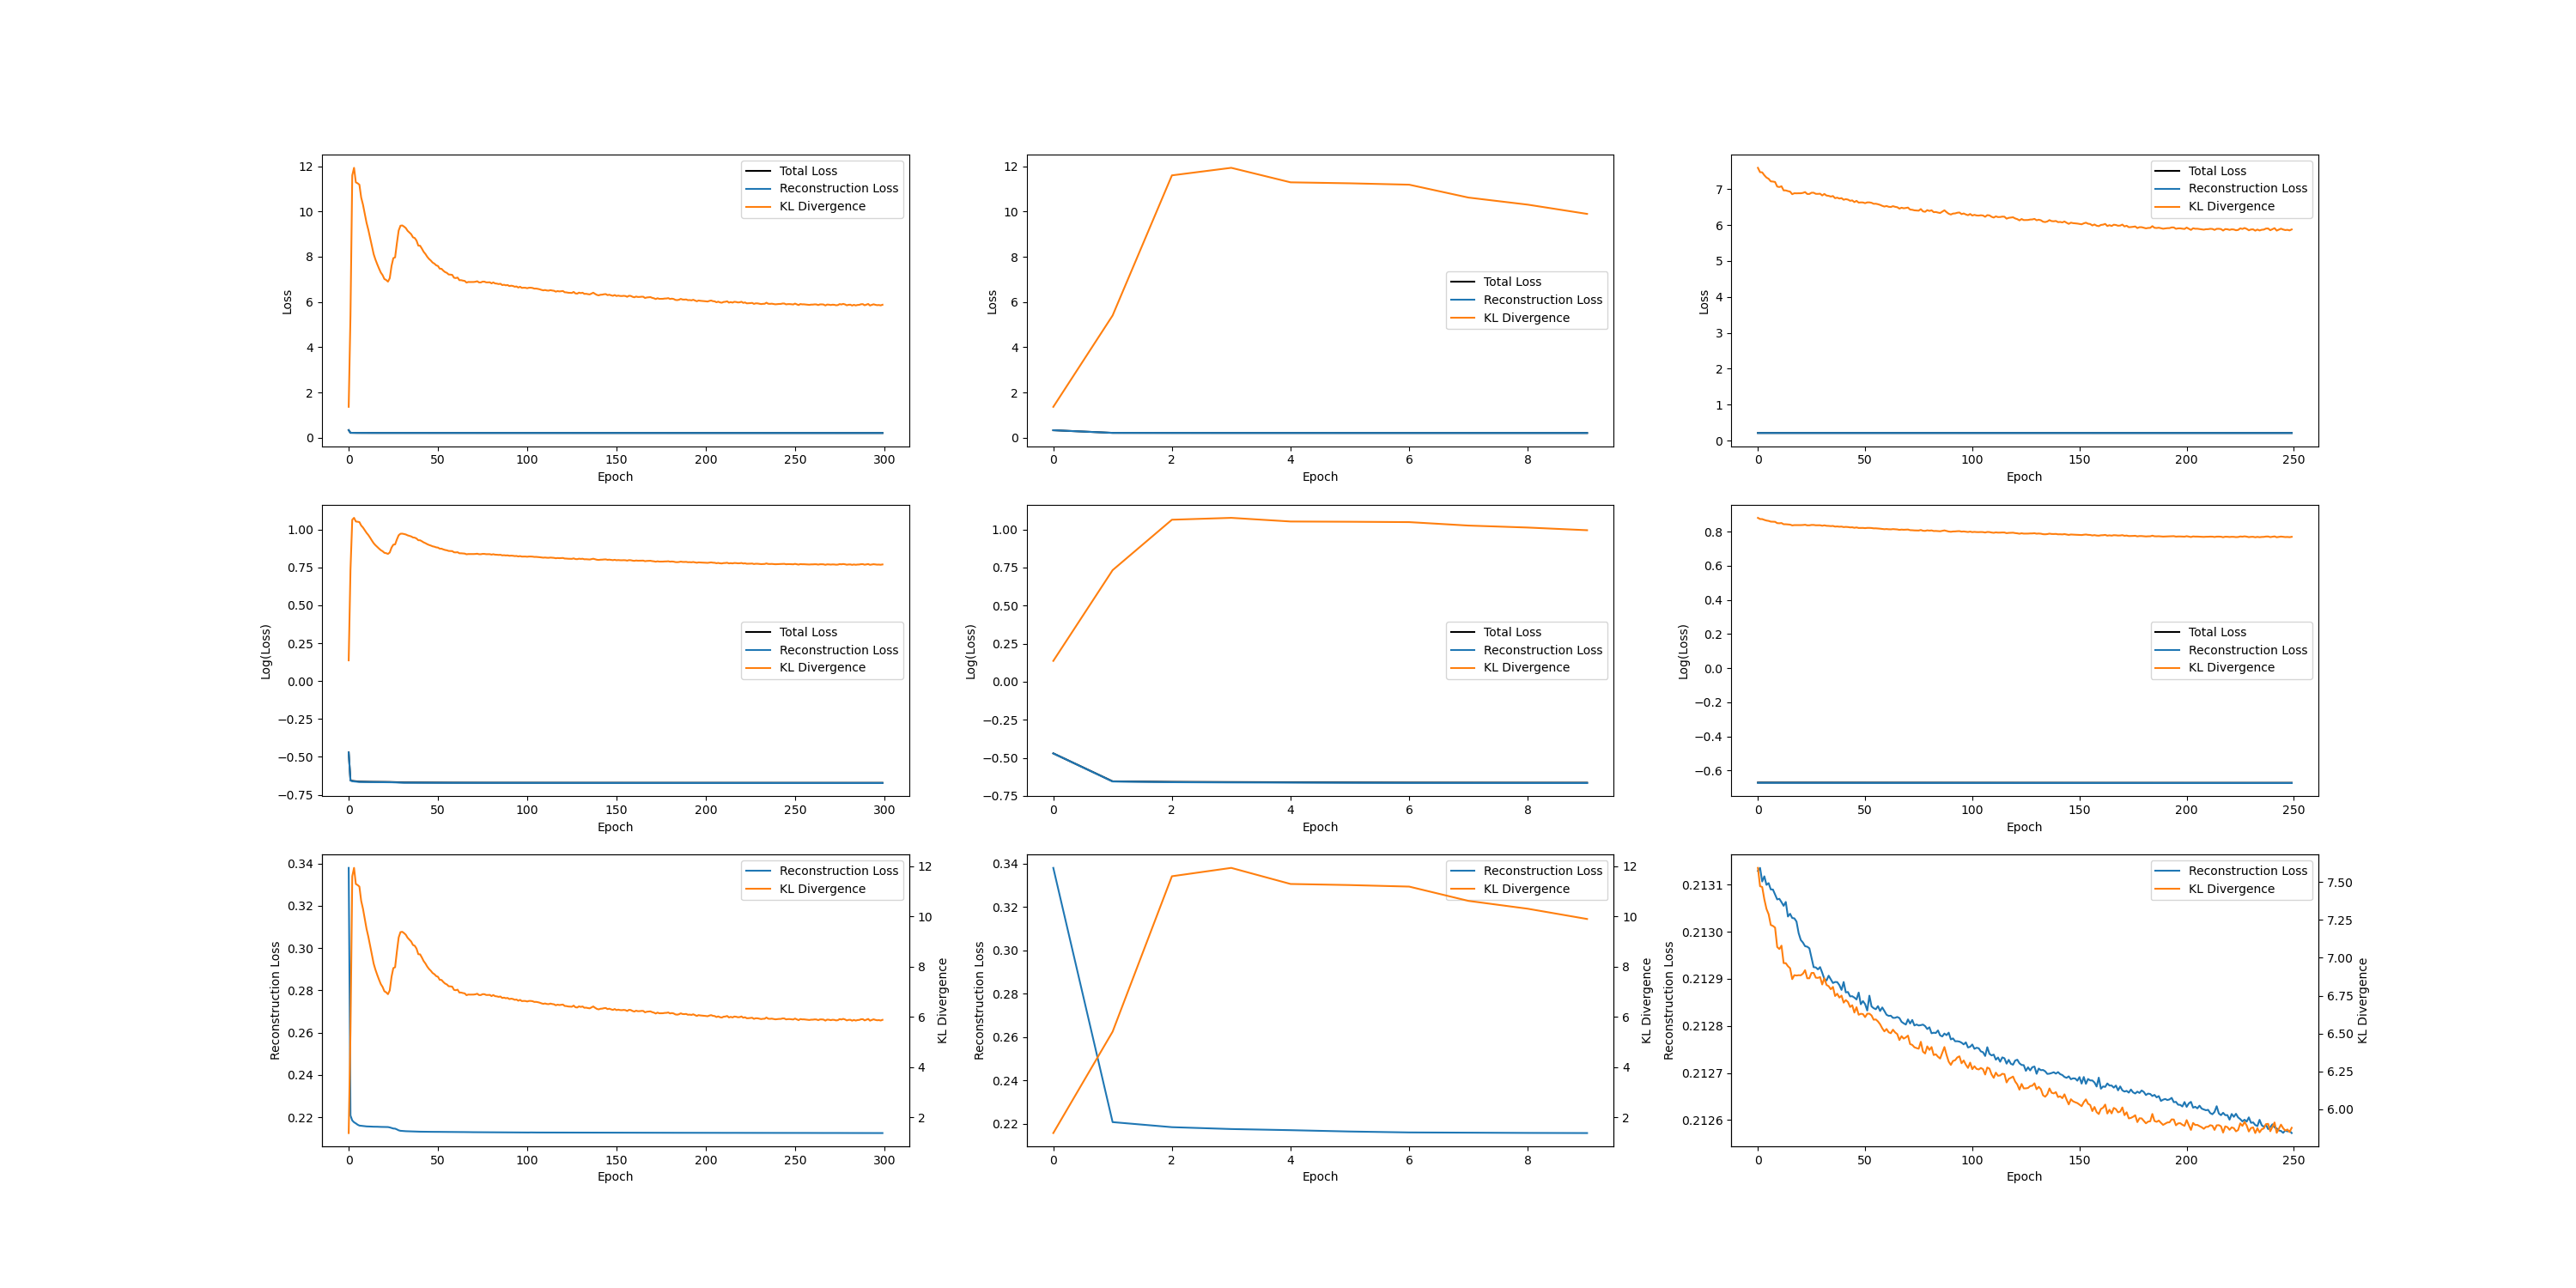 12
10
8
6
4
2
0
Loss
0 50 100 150 200 250 300
Epoch
Total Loss
Reconstruction Loss
KL Divergence
12
10
8
6
4
2
0
Loss
0 2 4 6 8
Epoch
Total Loss
Reconstruction Loss
KL Divergence
7
6
5
4
3
2
1
0
Loss
0 50 100 150 200 250
Epoch
Total Loss
Reconstruction Loss
KL Divergence
1.00
0.75
0.50
0.25
0.00
−0.25
−0.50
−0.75
Log(Loss)
0 50 100 150 200 250 300
Epoch
Total Loss
Reconstruction Loss
KL Divergence
1.00
0.75
0.50
0.25
0.00
−0.25
−0.50
−0.75
Log(Loss)
0 2 4 6 8
Epoch
Total Loss
Reconstruction Loss
KL Divergence
0.8
0.6
0.4
0.2
0.0
−0.2
−0.4
−0.6
Log(Loss)
0 50 100 150 200 250
Epoch
Total Loss
Reconstruction Loss
KL Divergence
0.34
0.32
0.30
0.28
0.26
0.24
0.22
Reconstruction Loss
0 50 100 150 200 250 300
Epoch
Reconstruction Loss
KL Divergence
12
10
8
6
4
2
KL Divergence
0.34
0.32
0.30
0.28
0.26
0.24
0.22
Reconstruction Loss
0 2 4 6 8
Epoch
Reconstruction Loss
KL Divergence
12
10
8
6
4
2
KL Divergence
0.2131
0.2130
0.2129
0.2128
0.2127
0.2126
Reconstruction Loss
0 50 100 150 200 250
Epoch
Reconstruction Loss
KL Divergence
7.50
7.25
7.00
6.75
6.50
6.25
6.00
KL Divergence